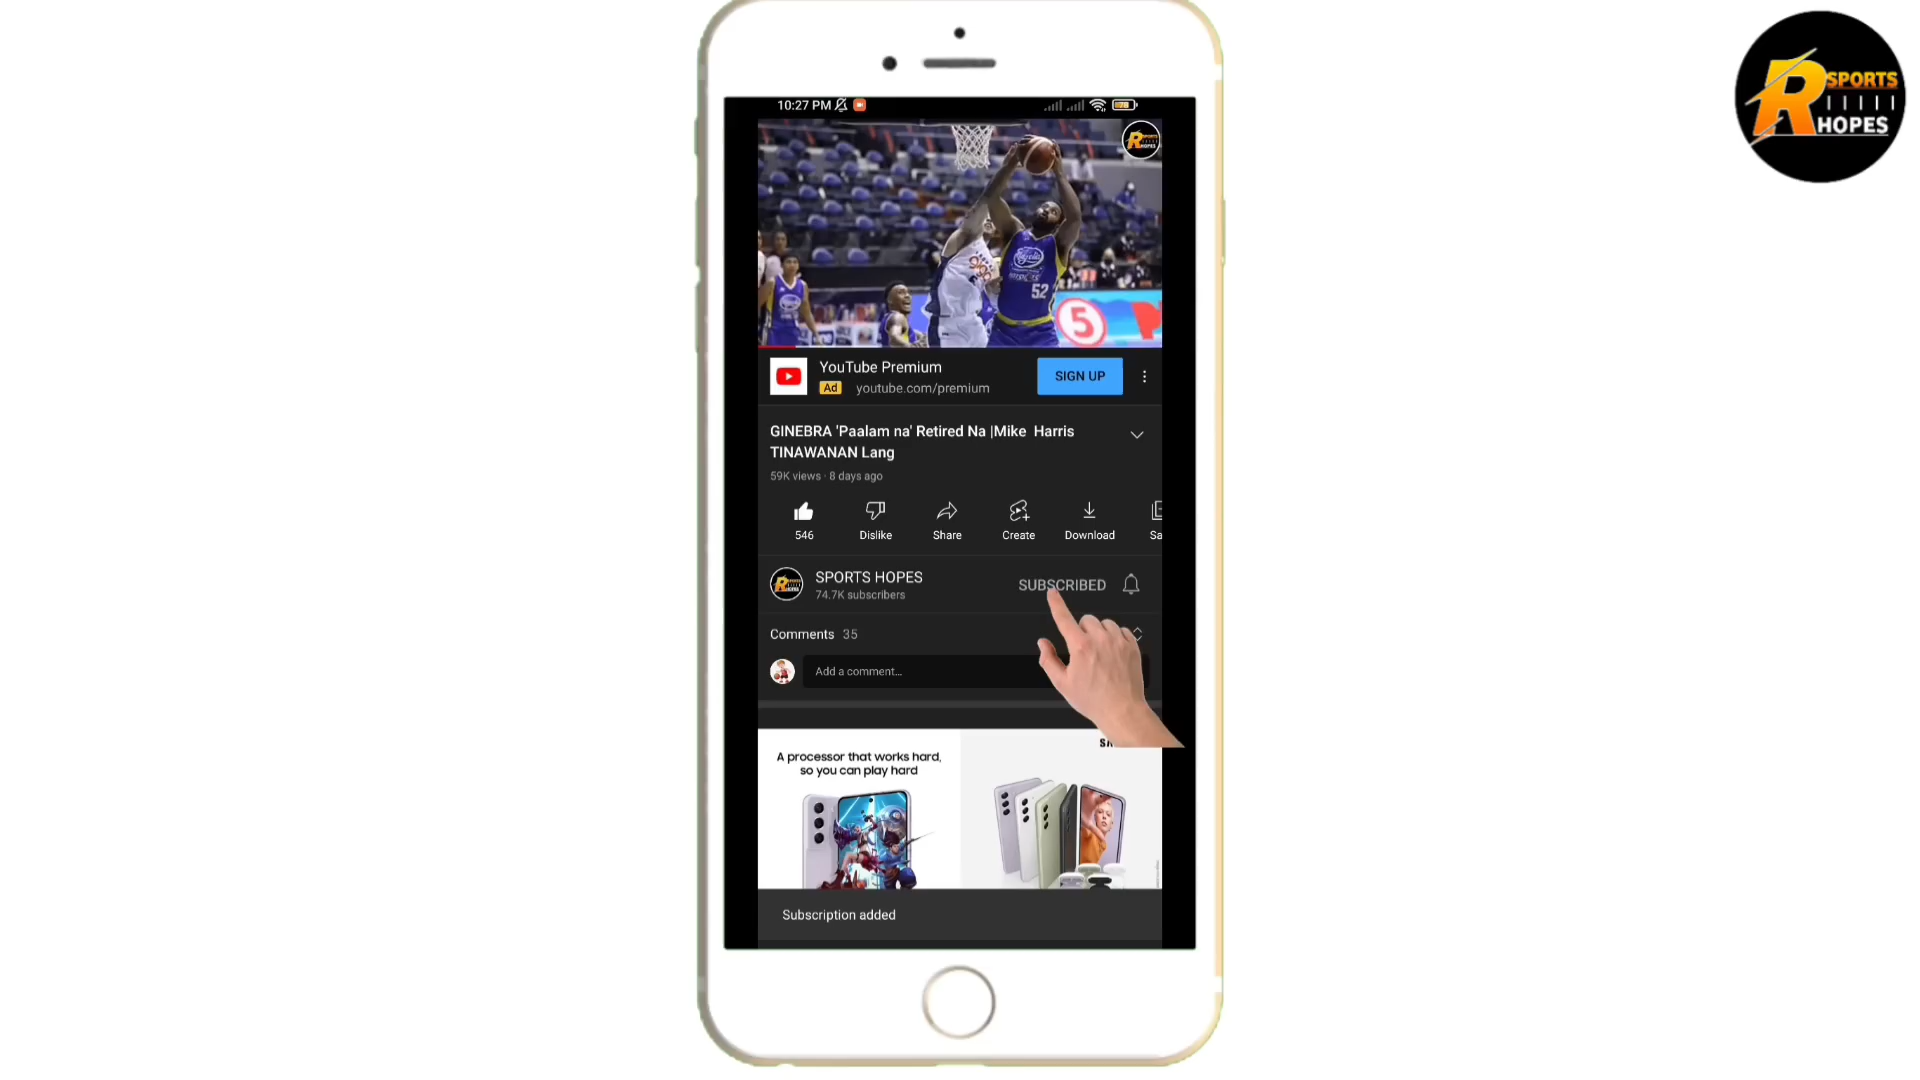 SPORTS
HOPES
10:27 PM
52
5
YouTube Premium
Ad youtube.com/premium
SIGN UP
GINEBRA 'Paalam na' Retired Na |Mike Harris
TINAWANAN Lang
59K views · 8 days ago
546
Dislike
Share
Create
Download
Sa
SPORTS HOPES
74.7K subscribers
SUBSCRIBED
Comments 35
Add a comment...
A processor that works hard,
so you can play hard
Subscription added